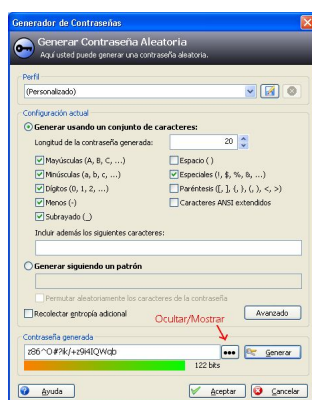 Generador de Contraseñas
Generar Contraseña Aleatoria
Aquí usted puede generar una contraseña aleatoria.
Perfil
(Personalizado)
Configuración actual
Generar usando un conjunto de caracteres:
Longitud de la contraseña generada: 20
Mayúsculas (A, B, C, ...) Espacio ( )
Minúsculas (a, b, c, ...) Especiales (!, $, %, &, ...)
Dígitos (0, 1, 2, ...) Paréntesis ([, ], {, }, (, ), <, >)
Menos (-) Caracteres ANSI extendidos
Subrayado (_)
Incluir además los siguientes caracteres:
Generar siguiendo un patrón
Permutar aleatoriamente los caracteres de la contraseña
Recolectar entropía adicional Avanzado
Ocultar/Mostrar
Contraseña generada
z86^O#?ik/+z9i4IQWqb Generar
122 bits
Ayuda Aceptar Cancelar